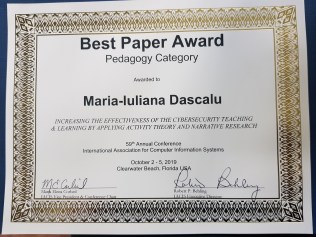 Best Paper Award
Pedagogy Category
Awarded to
Maria-Iuliana Dascalu
INCREASING THE EFFECTIVENESS OF THE CYBERSECURITY TEACHING
& LEARNING BY APPLYING ACTIVITY THEORY AND NARRATIVE RESEARCH
59th Annual Conference
International Association for Computer Information Systems
October 2 - 5, 2019
Clearwater Beach, Florida USA
Robert P. Behling